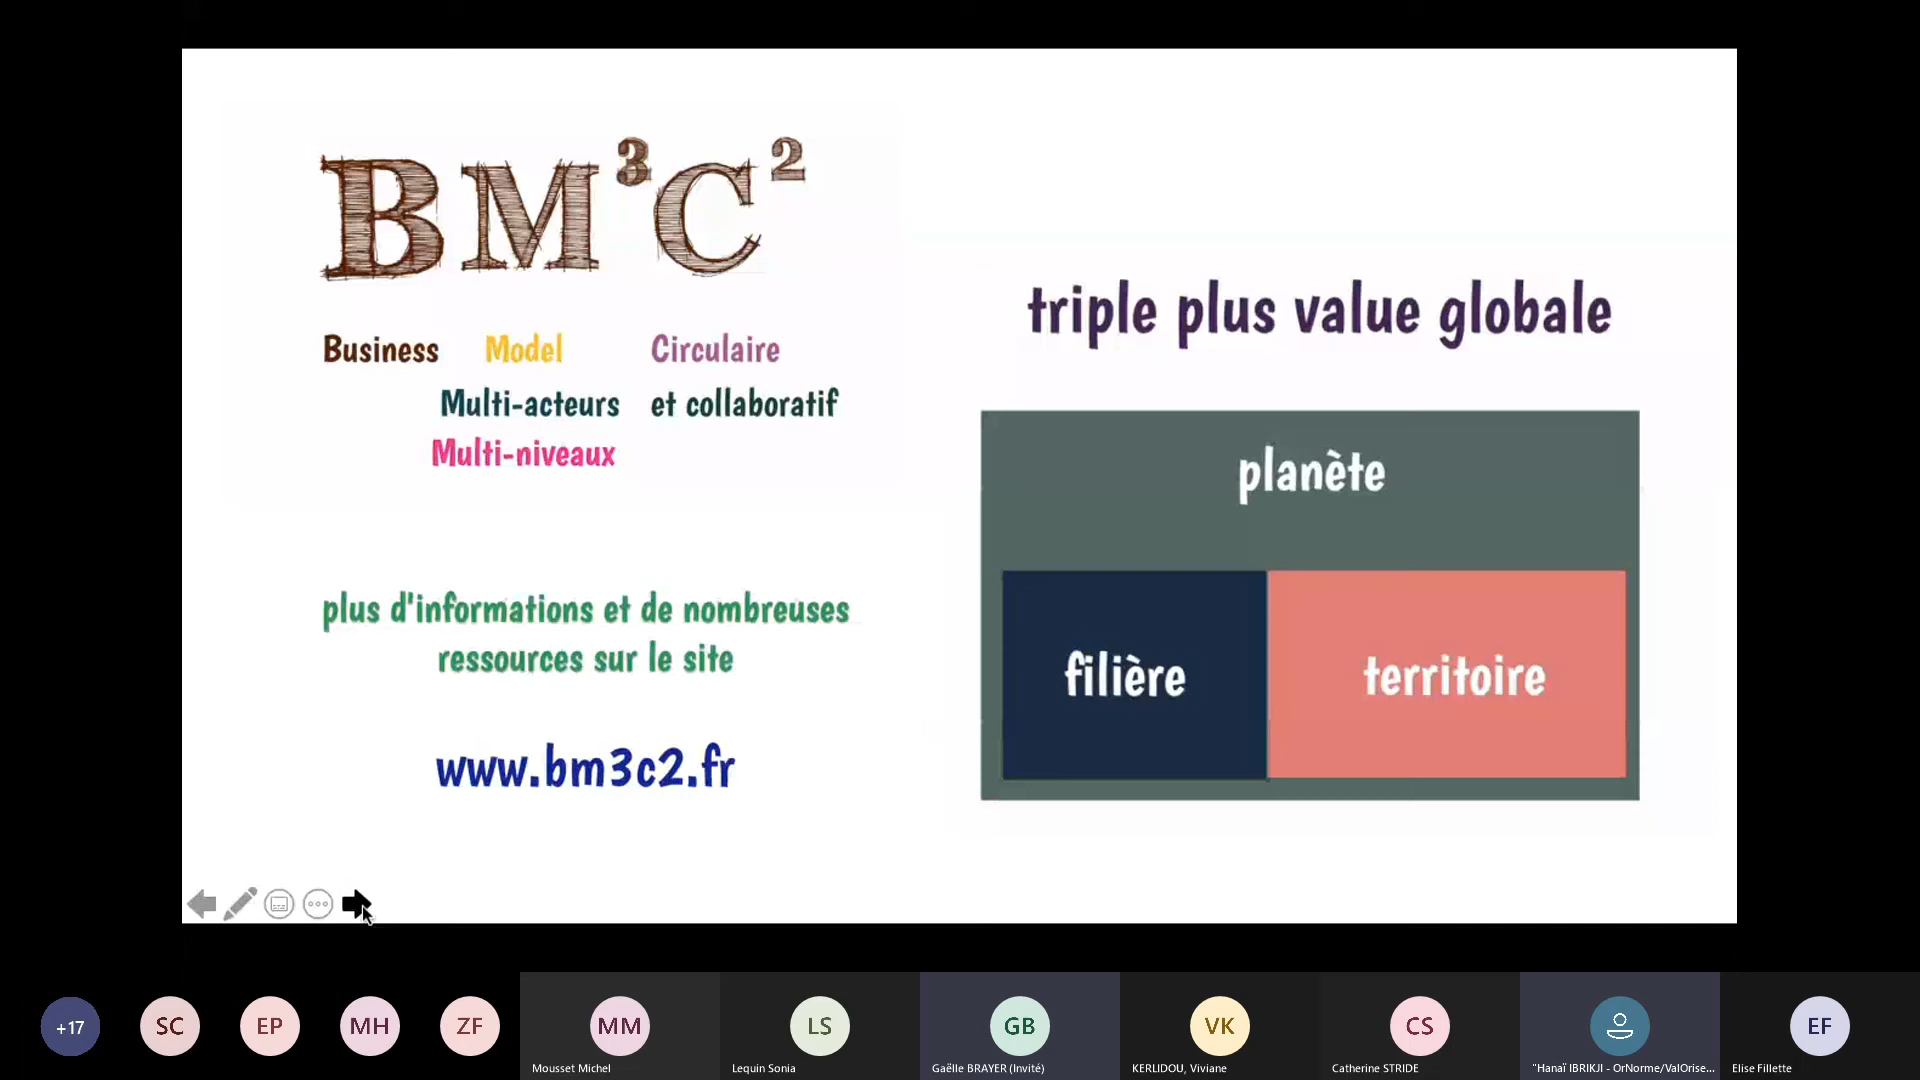 BM³C²
Business Model Circulaire
Multi-acteurs et collaboratif
Multi-niveaux
plus d'informations et de nombreuses
ressources sur le site
www.bm3c2.fr
triple plus value globale
planète
filière territoire
+17 SC EP MH ZF MM LS GB VK CS EF
Mousset Michel Lequin Sonia Gaëlle BRAYER (Invité) KERLIDOU, Viviane Catherine STRIDE "Hanaï IBRIKJI - OrNorme/ValOrise... Elise Fillette